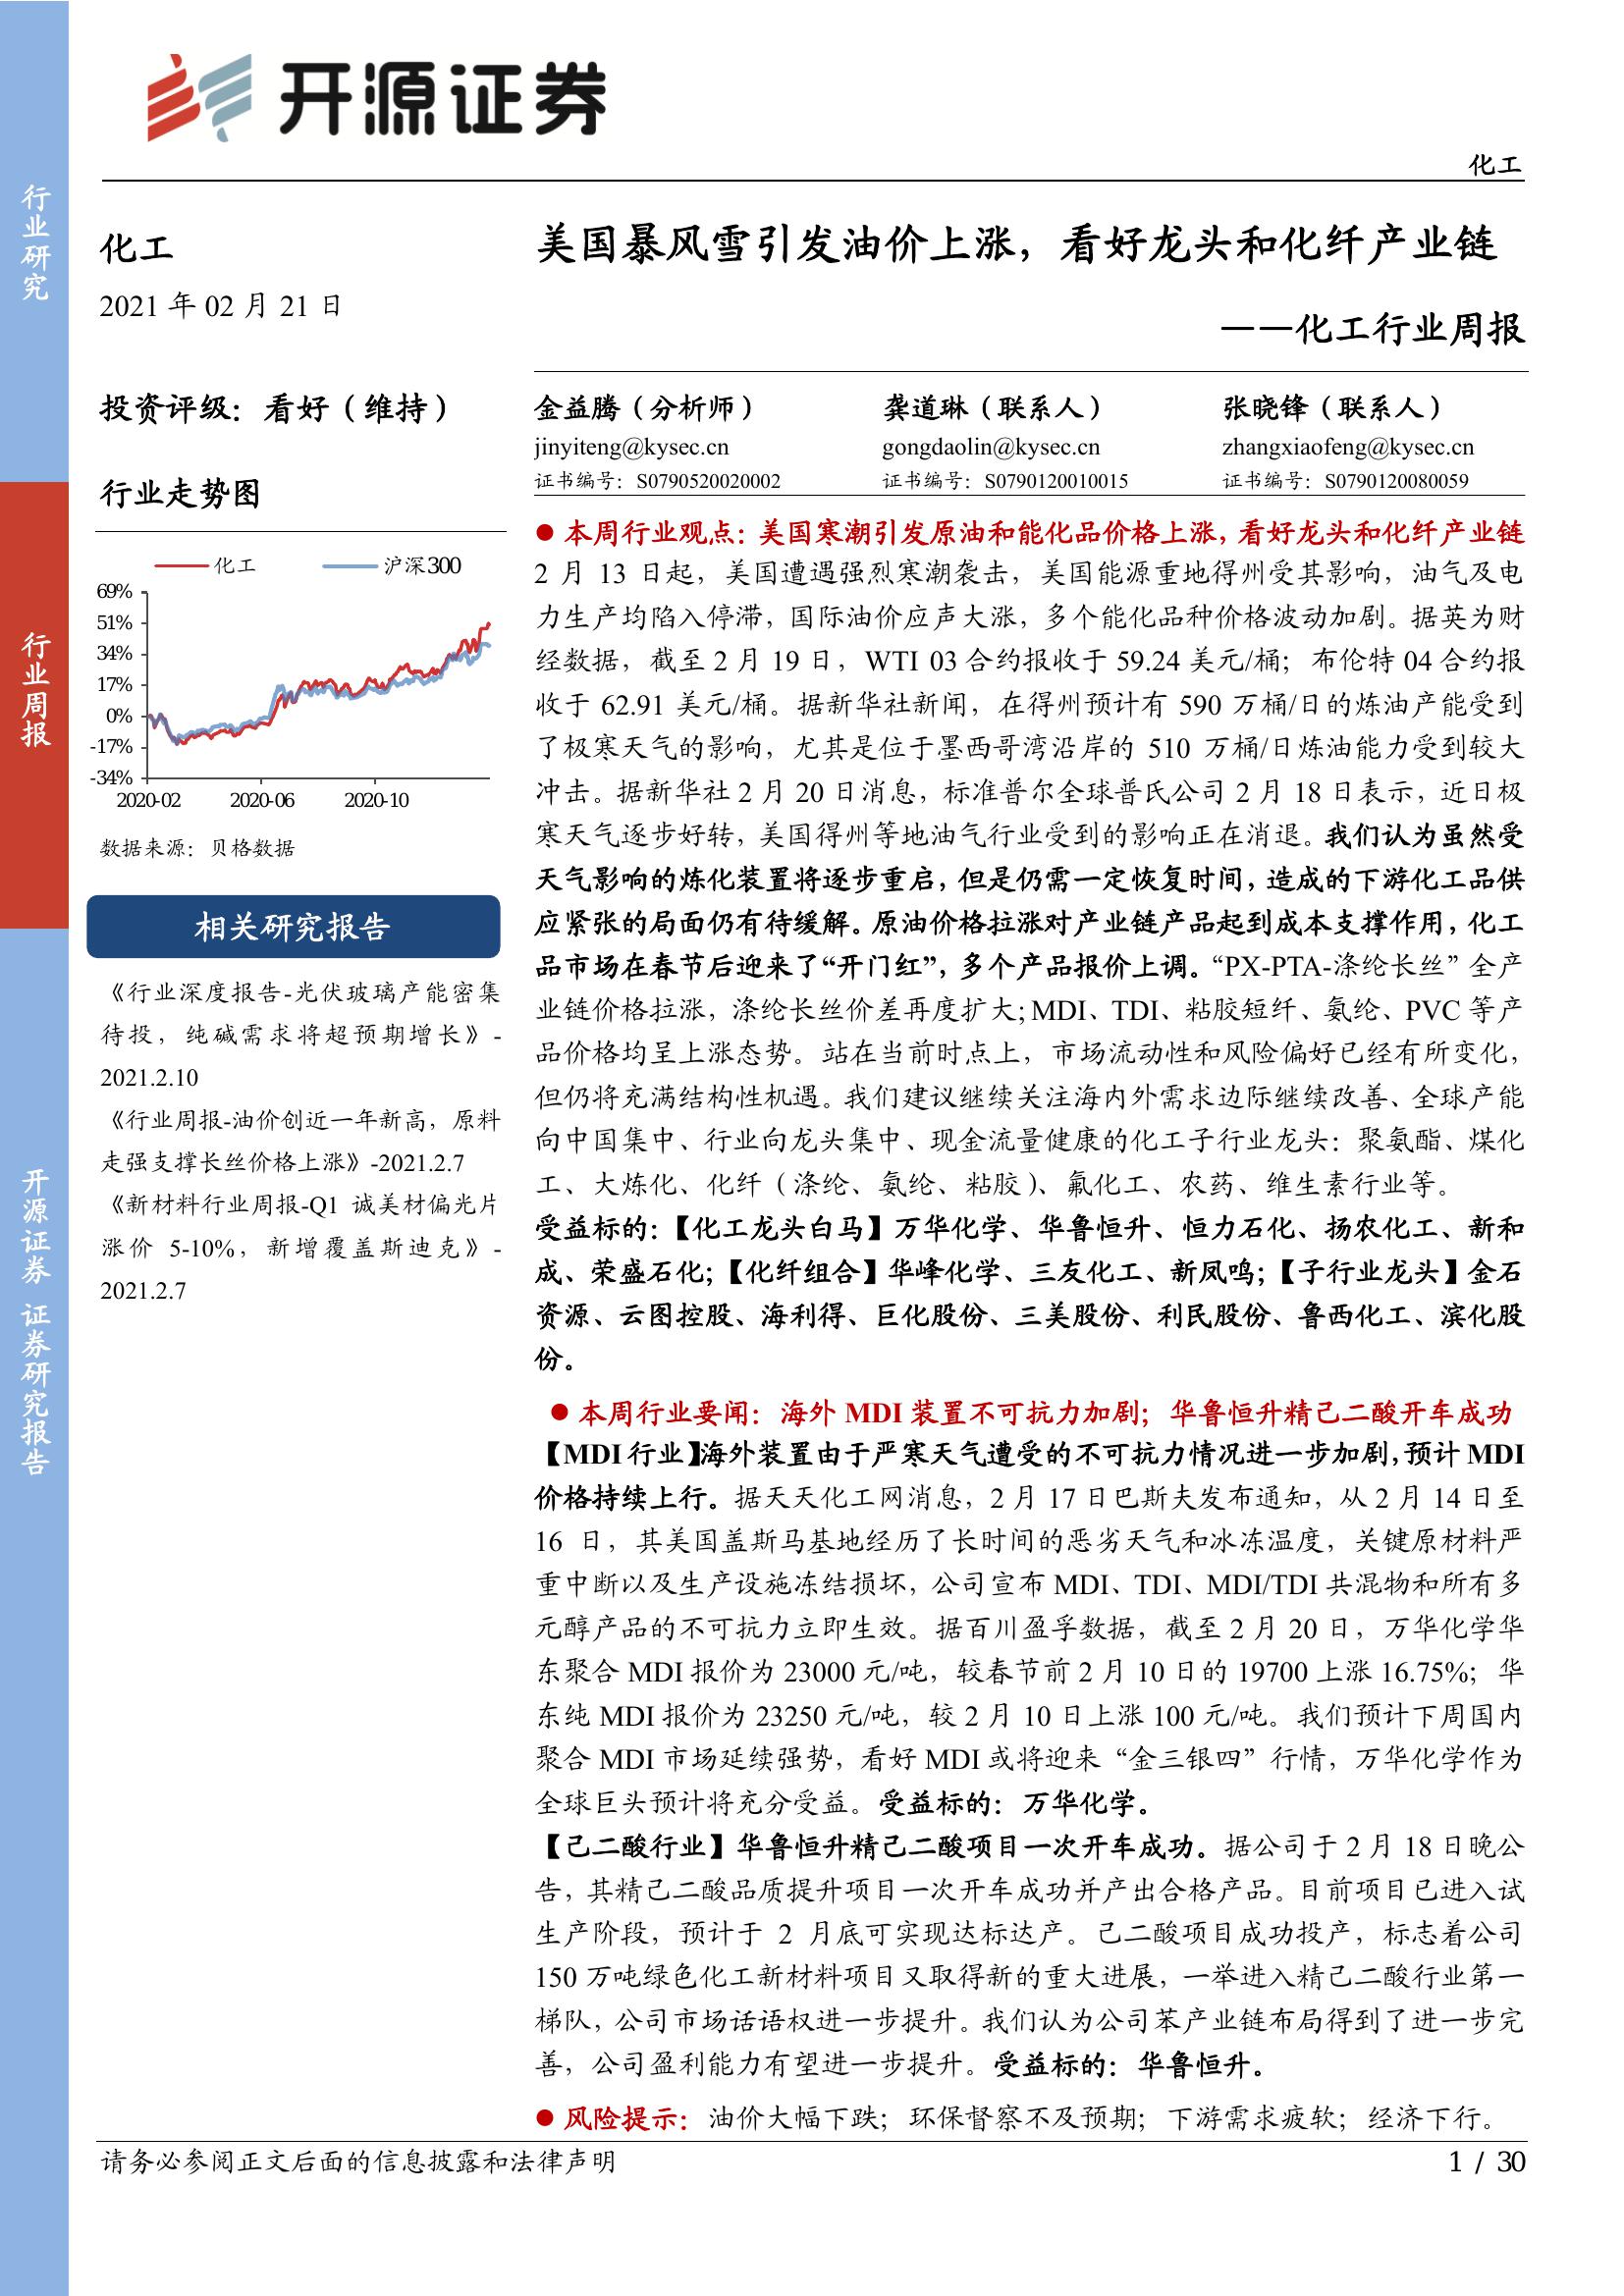 开源证券
化工
行业研究
行业周报
开源证券 证券研究报告
化工
2021 年 02 月 21 日
投资评级：看好（维持）
行业走势图
化工 沪深300
69%
51%
34%
17%
0%
-17%
-34%
2020-02 2020-06 2020-10
数据来源：贝格数据
相关研究报告
《行业深度报告-光伏玻璃产能密集
待投，纯碱需求将超预期增长》-
2021.2.10
《行业周报-油价创近一年新高，原料
走强支撑长丝价格上涨》-2021.2.7
《新材料行业周报-Q1 诚美材偏光片
涨价 5-10%，新增覆盖斯迪克》-
2021.2.7
美国暴风雪引发油价上涨，看好龙头和化纤产业链
——化工行业周报
金益腾（分析师） 龚道琳（联系人） 张晓锋（联系人）
jinyiteng@kysec.cn gongdaolin@kysec.cn zhangxiaofeng@kysec.cn
证书编号：S0790520020002 证书编号：S0790120010015 证书编号：S0790120080059
● 本周行业观点：美国寒潮引发原油和能化品价格上涨，看好龙头和化纤产业链
2 月 13 日起，美国遭遇强烈寒潮袭击，美国能源重地得州受其影响，油气及电
力生产均陷入停滞，国际油价应声大涨，多个能化品种价格波动加剧。据英为财
经数据，截至 2 月 19 日，WTI 03 合约报收于 59.24 美元/桶；布伦特 04 合约报
收于 62.91 美元/桶。据新华社新闻，在得州预计有 590 万桶/日的炼油产能受到
了极寒天气的影响，尤其是位于墨西哥湾沿岸的 510 万桶/日炼油能力受到较大
冲击。据新华社 2 月 20 日消息，标准普尔全球普氏公司 2 月 18 日表示，近日极
寒天气逐步好转，美国得州等地油气行业受到的影响正在消退。我们认为虽然受
天气影响的炼化装置将逐步重启，但是仍需一定恢复时间，造成的下游化工品供
应紧张的局面仍有待缓解。原油价格拉涨对产业链产品起到成本支撑作用，化工
品市场在春节后迎来了“开门红”，多个产品报价上调。“PX-PTA-涤纶长丝”全产
业链价格拉涨，涤纶长丝价差再度扩大；MDI、TDI、粘胶短纤、氨纶、PVC 等产
品价格均呈上涨态势。站在当前时点上，市场流动性和风险偏好已经有所变化，
但仍将充满结构性机遇。我们建议继续关注海内外需求边际继续改善、全球产能
向中国集中、行业向龙头集中、现金流量健康的化工子行业龙头：聚氨酯、煤化
工、大炼化、化纤（涤纶、氨纶、粘胶）、氟化工、农药、维生素行业等。
受益标的：【化工龙头白马】万华化学、华鲁恒升、恒力石化、扬农化工、新和
成、荣盛石化；【化纤组合】华峰化学、三友化工、新凤鸣；【子行业龙头】金石
资源、云图控股、海利得、巨化股份、三美股份、利民股份、鲁西化工、滨化股
份。
● 本周行业要闻：海外 MDI 装置不可抗力加剧；华鲁恒升精己二酸开车成功
【MDI 行业】海外装置由于严寒天气遭受的不可抗力情况进一步加剧，预计 MDI
价格持续上行。据天天化工网消息，2 月 17 日巴斯夫发布通知，从 2 月 14 日至
16 日，其美国盖斯马基地经历了长时间的恶劣天气和冰冻温度，关键原材料严
重中断以及生产设施冻结损坏，公司宣布 MDI、TDI、MDI/TDI 共混物和所有多
元醇产品的不可抗力立即生效。据百川盈孚数据，截至 2 月 20 日，万华化学华
东聚合 MDI 报价为 23000 元/吨，较春节前 2 月 10 日的 19700 上涨 16.75%；华
东纯 MDI 报价为 23250 元/吨，较 2 月 10 日上涨 100 元/吨。我们预计下周国内
聚合 MDI 市场延续强势，看好 MDI 或将迎来“金三银四”行情，万华化学作为
全球巨头预计将充分受益。受益标的：万华化学。
【己二酸行业】华鲁恒升精己二酸项目一次开车成功。据公司于 2 月 18 日晚公
告，其精己二酸品质提升项目一次开车成功并产出合格产品。目前项目已进入试
生产阶段，预计于 2 月底可实现达标达产。己二酸项目成功投产，标志着公司
150 万吨绿色化工新材料项目又取得新的重大进展，一举进入精己二酸行业第一
梯队，公司市场话语权进一步提升。我们认为公司苯产业链布局得到了进一步完
善，公司盈利能力有望进一步提升。受益标的：华鲁恒升。
● 风险提示：油价大幅下跌；环保督察不及预期；下游需求疲软；经济下行。
请务必参阅正文后面的信息披露和法律声明 1 / 30